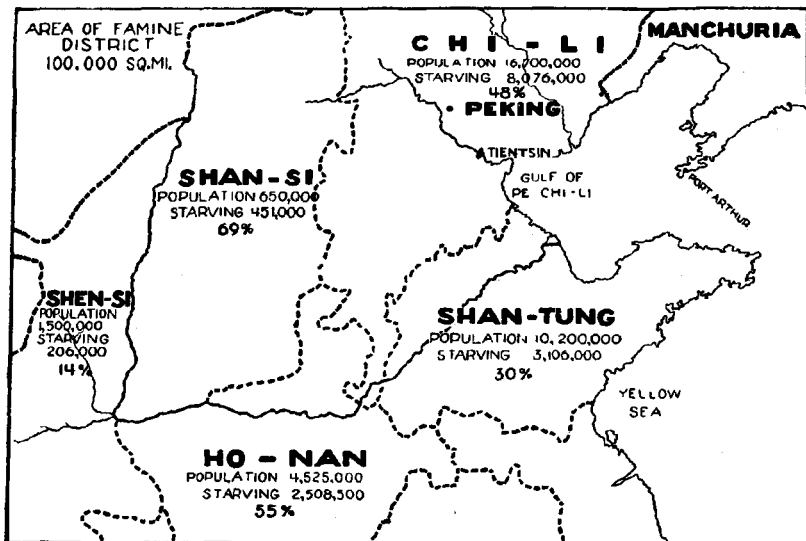 AREA OF FAMINE
DISTRICT
100,000 SQ.MI.
CHI-LI
POPULATION 16,700,000
STARVING 8,076,000
48%
MANCHURIA
PEKING
TIENTSIN
GULF OF
PE CHI-LI
PORT ARTHUR
SHAN-SI
POPULATION 650,000
STARVING 451,000
69%
SHEN-SI
POPULATION
1,500,000
STARVING
206,000
14%
SHAN-TUNG
POPULATION 10,200,000
STARVING 3,106,000
30%
YELLOW
SEA
HO-NAN
POPULATION 4,525,000
STARVING 2,508,500
55%